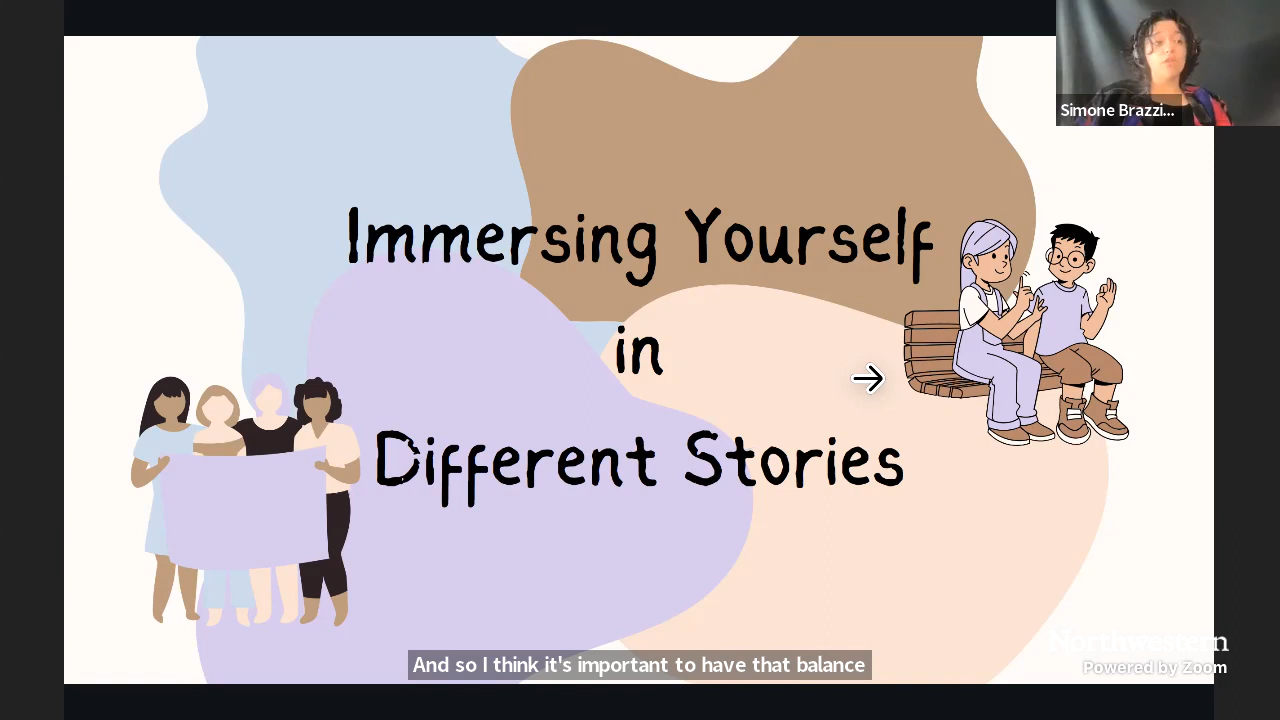 Simone Brazzi...
Immersing Yourself
in
Different Stories
And so I think it's important to have that balance
Northwestern
Powered by Zoom